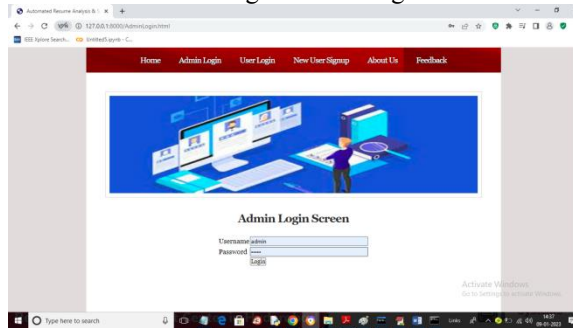 Automated Resume Analysis & S
127.0.0.1:8000/AdminLogin.html
IEEE Xplore Search...
Untitled5.ipynb - C...
Home Admin Login User Login New User Signup About Us Feedback
Admin Login Screen
Username admin
Password •••••
Login
Activate Windows
Go to Settings to activate Windows.
Type here to search
Links
14:37
09-03-2023